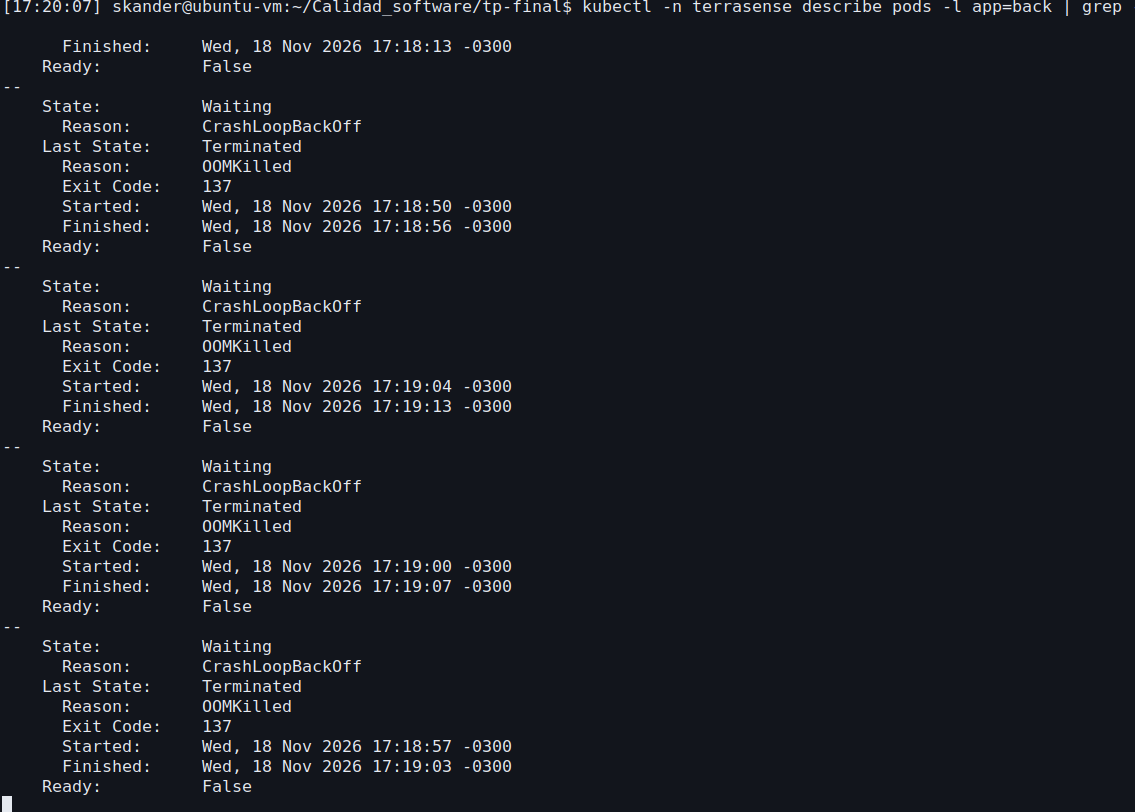 [17:20:07] skander@ubuntu-vm:~/Calidad_software/tp-final$ kubectl -n terrasense describe pods -l app=back | grep
      Finished:     Wed, 18 Nov 2026 17:18:13 -0300
    Ready:          False
--
    State:          Waiting
      Reason:       CrashLoopBackOff
    Last State:     Terminated
      Reason:       OOMKilled
      Exit Code:    137
      Started:      Wed, 18 Nov 2026 17:18:50 -0300
      Finished:     Wed, 18 Nov 2026 17:18:56 -0300
    Ready:          False
--
    State:          Waiting
      Reason:       CrashLoopBackOff
    Last State:     Terminated
      Reason:       OOMKilled
      Exit Code:    137
      Started:      Wed, 18 Nov 2026 17:19:04 -0300
      Finished:     Wed, 18 Nov 2026 17:19:13 -0300
    Ready:          False
--
    State:          Waiting
      Reason:       CrashLoopBackOff
    Last State:     Terminated
      Reason:       OOMKilled
      Exit Code:    137
      Started:      Wed, 18 Nov 2026 17:19:00 -0300
      Finished:     Wed, 18 Nov 2026 17:19:07 -0300
    Ready:          False
--
    State:          Waiting
      Reason:       CrashLoopBackOff
    Last State:     Terminated
      Reason:       OOMKilled
      Exit Code:    137
      Started:      Wed, 18 Nov 2026 17:18:57 -0300
      Finished:     Wed, 18 Nov 2026 17:19:03 -0300
    Ready:          False